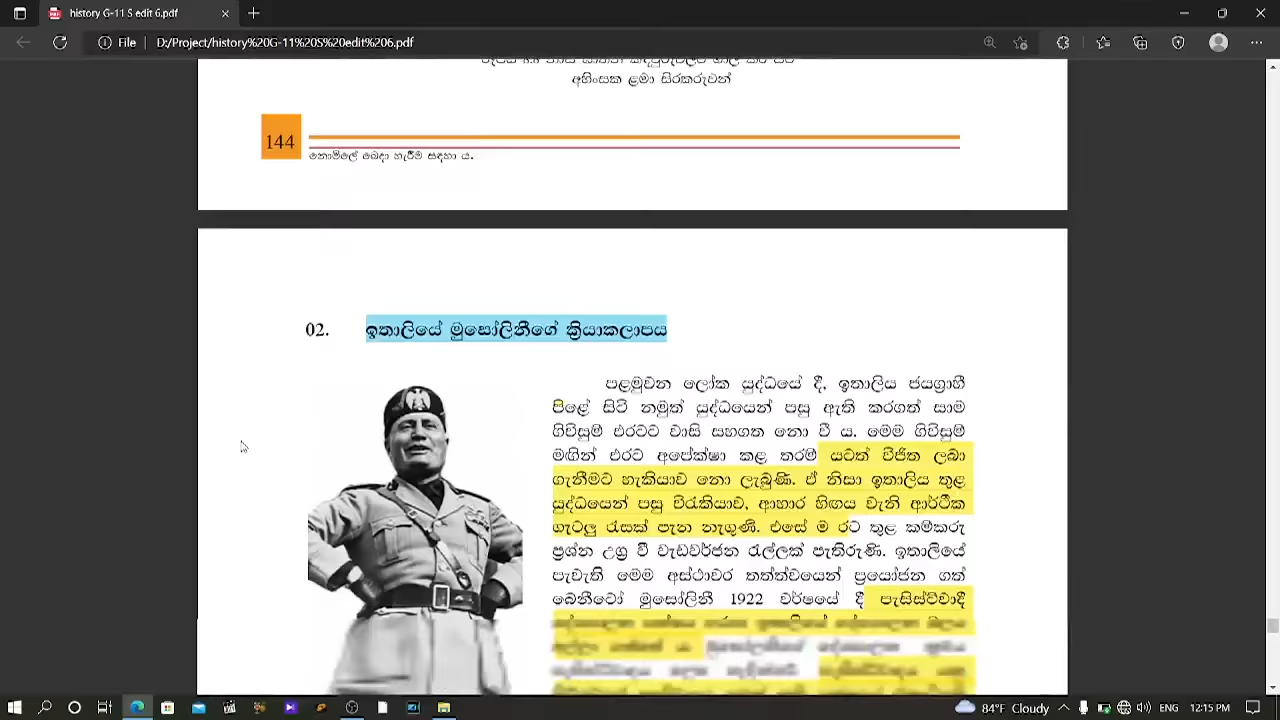 history G-11 S edit 6.pdf
File
D:/Project/history%20G-11%20S%20edit%206.pdf
අහිංසක ළමා සිරකරුවන්
144
නොමිලේ බෙදා හැරීම සඳහා ය.
02. ඉතාලියේ මුසෝලිනීගේ ක්‍රියාකලාපය
පළමුවන ලෝක යුද්ධයේ දී, ඉතාලිය ජයග්‍රාහී
පිළේ සිටි නමුත් යුද්ධයෙන් පසු ඇති කරගත් සාම
ගිවිසුම් එරටට වාසි සහගත නො වී ය. මෙම ගිවිසුම්
මඟින් එරට අපේක්ෂා කළ තරම් යටත් විජිත ලබා
ගැනීමට හැකියාව නො ලැබුණි. ඒ නිසා ඉතාලිය තුළ
යුද්ධයෙන් පසු විරැකියාව, ආහාර හිඟය වැනි ආර්ථික
ගැටලු රැසක් පැන නැගුණි. එසේ ම රට තුළ කම්කරු
ප්‍රශ්න උග්‍ර වී වැඩවර්ජන රැල්ලක් පැතිරුණි. ඉතාලියේ
පැවැති මෙම අස්ථාවර තත්ත්වයෙන් ප්‍රයෝජන ගත්
බෙනිටෝ මුසෝලිනී 1922 වර්ෂයේ දී පැසිස්ට්වාදී
84°F Cloudy
ENG
12:15 PM